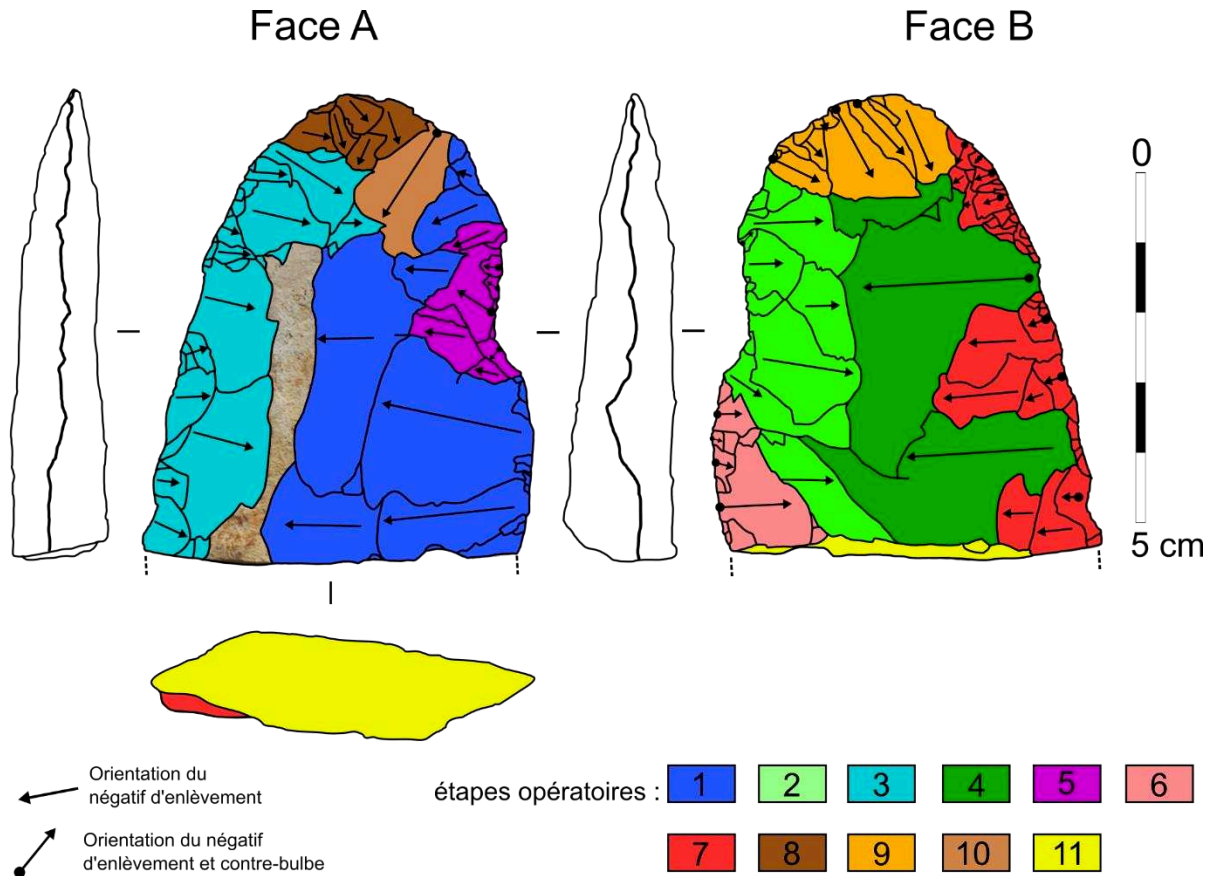 Face A
Face B
0
5 cm
Orientation du
négatif d'enlèvement
Orientation du négatif
d'enlèvement et contre-bulbe
étapes opératoires :
1 2 3 4 5 6
7 8 9 10 11